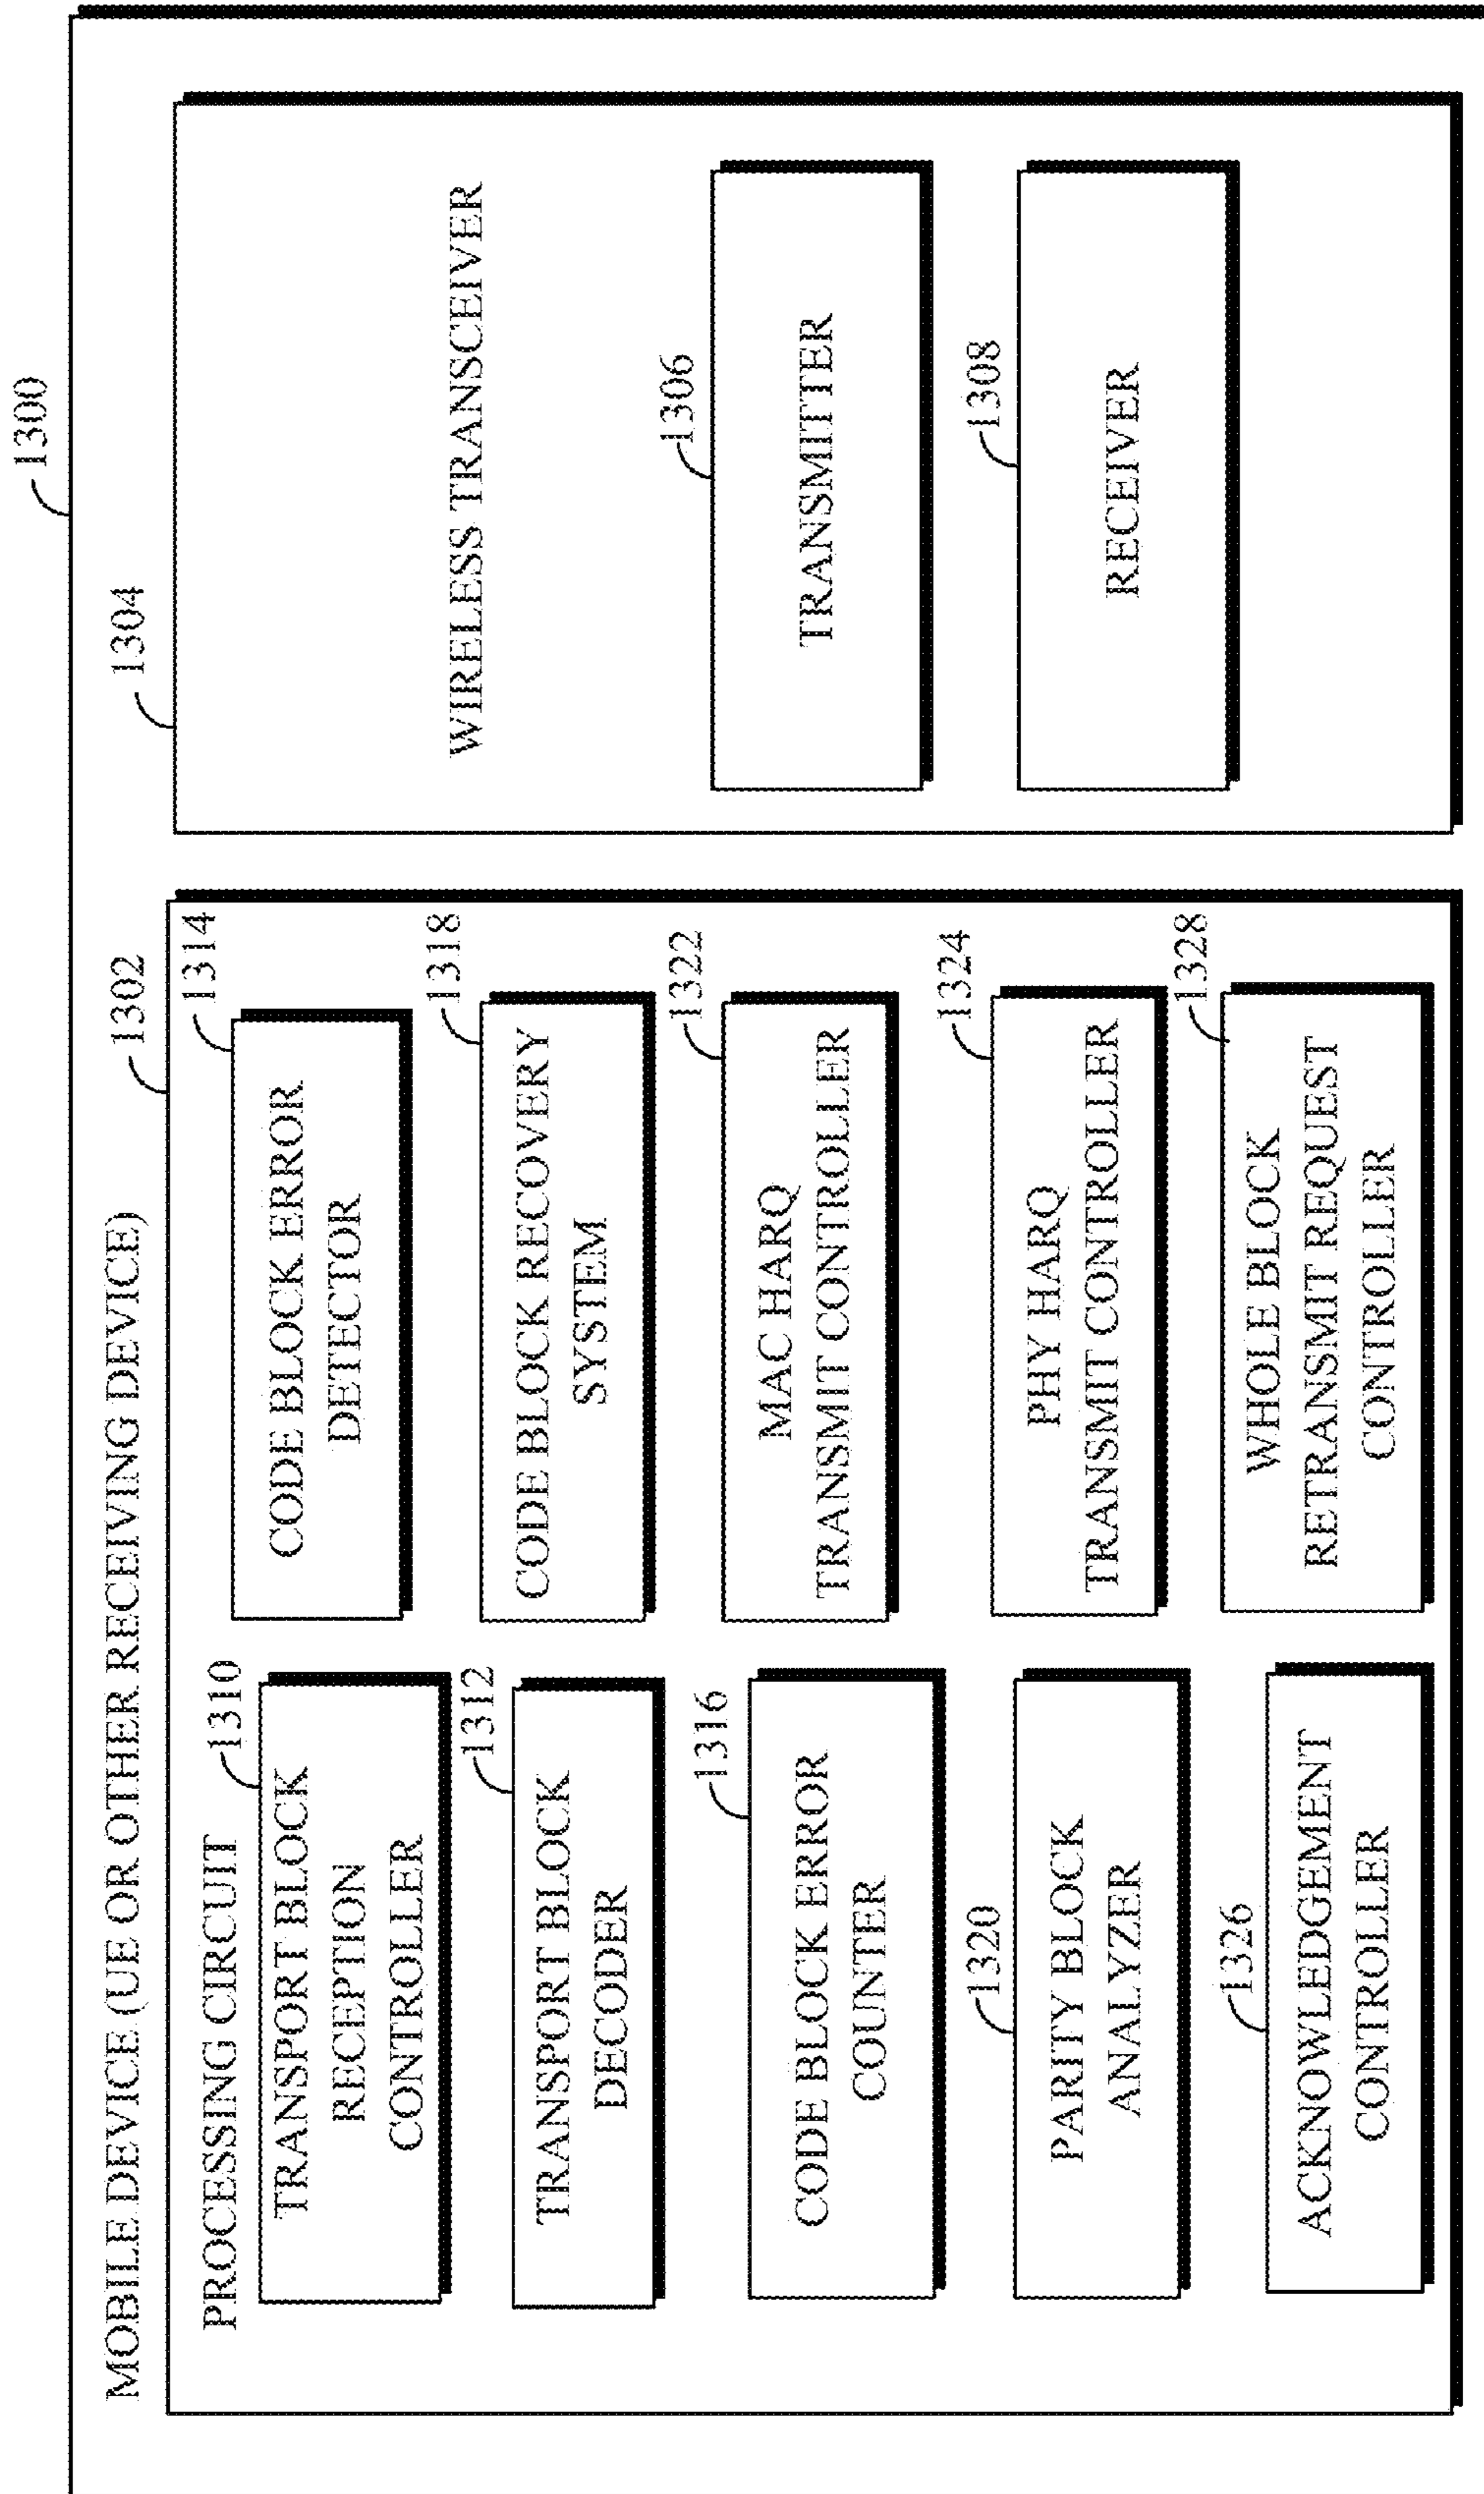 1300
MOBILE DEVICE (UE OR OTHER RECEIVING DEVICE)
1302
1304
PROCESSING CIRCUIT
1310
TRANSPORT BLOCK
RECEPTION
CONTROLLER
1314
CODE BLOCK ERROR
DETECTOR
1312
TRANSPORT BLOCK
DECODER
1318
CODE BLOCK RECOVERY
SYSTEM
1316
CODE BLOCK ERROR
COUNTER
1322
MAC HARQ
TRANSMIT CONTROLLER
1320
PARITY BLOCK
ANALYZER
1324
PHY HARQ
TRANSMIT CONTROLLER
1326
ACKNOWLEDGEMENT
CONTROLLER
1328
WHOLE BLOCK
RETRANSMIT REQUEST
CONTROLLER
WIRELESS TRANSCEIVER
1306
TRANSMITTER
1308
RECEIVER